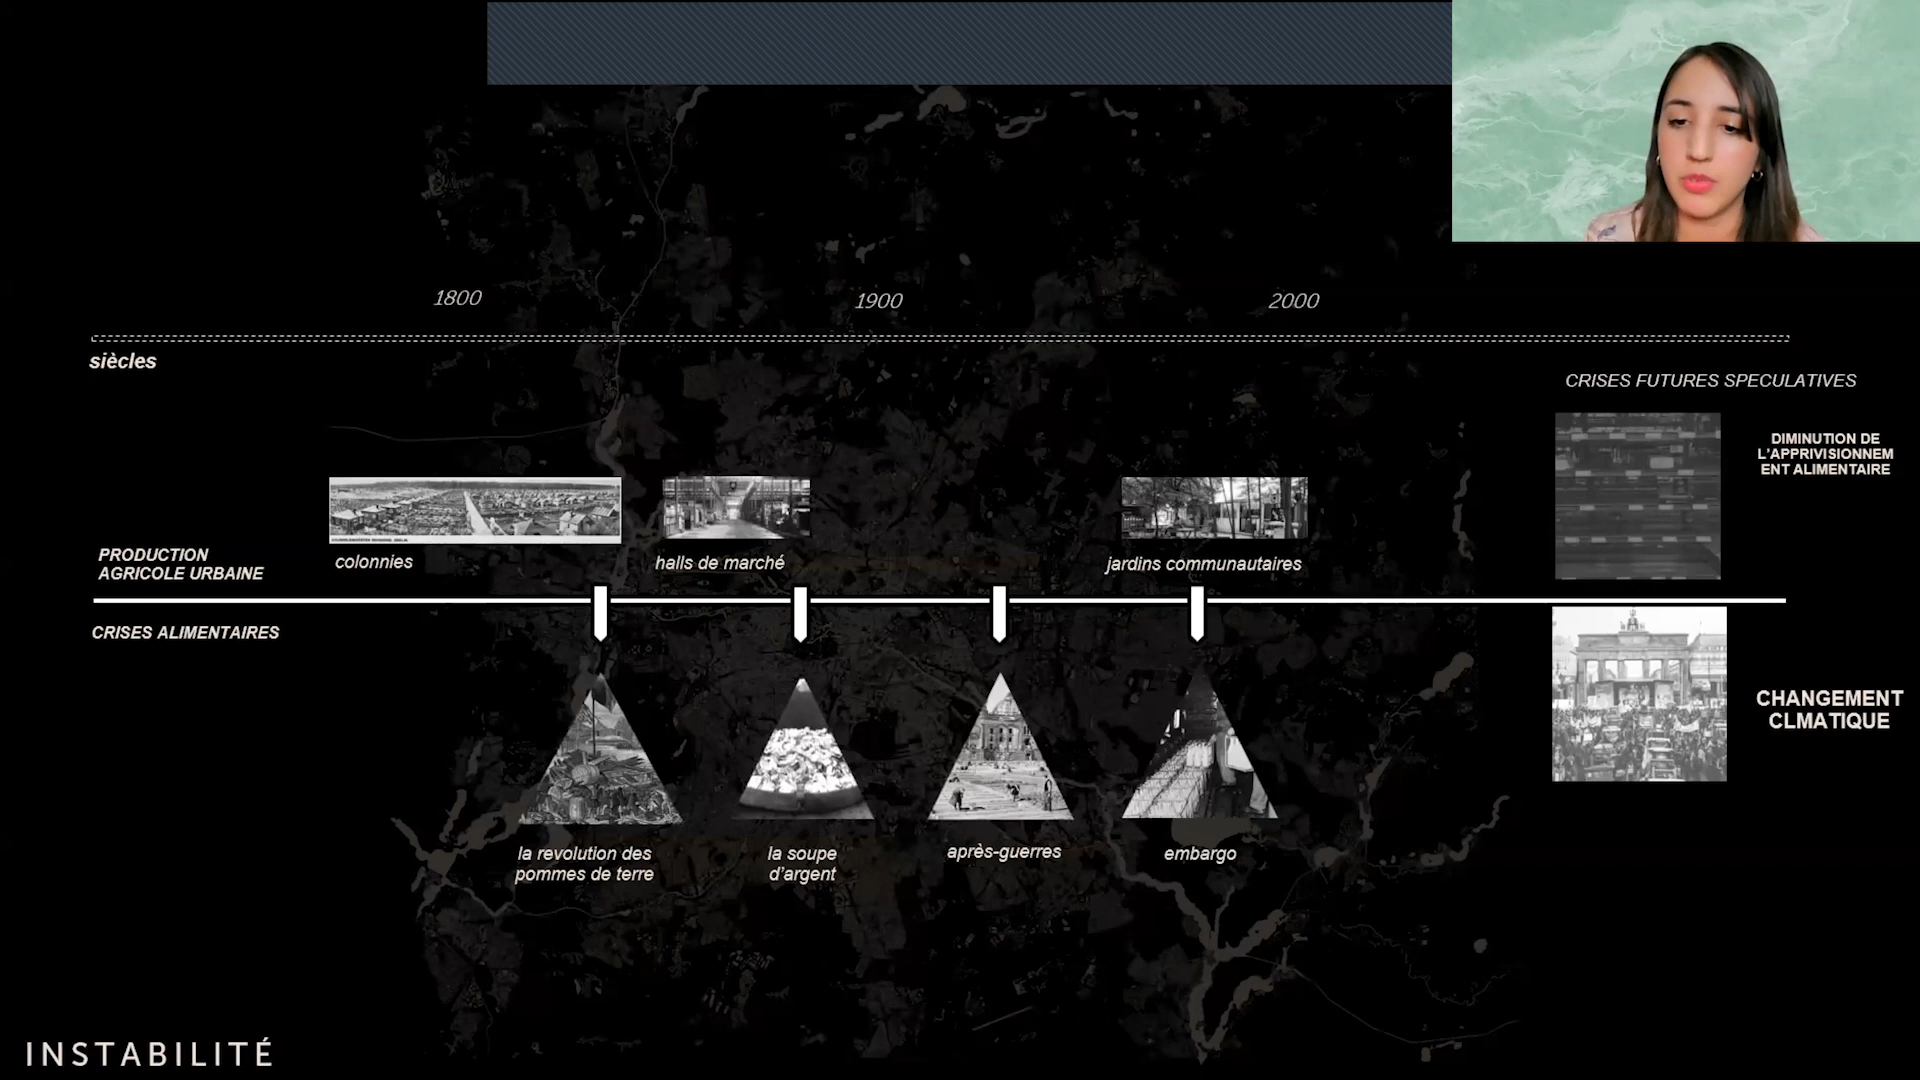 1800
1900
2000
siècles
CRISES FUTURES SPECULATIVES
DIMINUTION DE
L'APPRIVISIONNEM
ENT ALIMENTAIRE
PRODUCTION
AGRICOLE URBAINE
colonnies
halls de marché
jardins communautaires
CRISES ALIMENTAIRES
CHANGEMENT
CLMATIQUE
la revolution des
pommes de terre
la soupe
d'argent
après-guerres
embargo
INSTABILITÉ